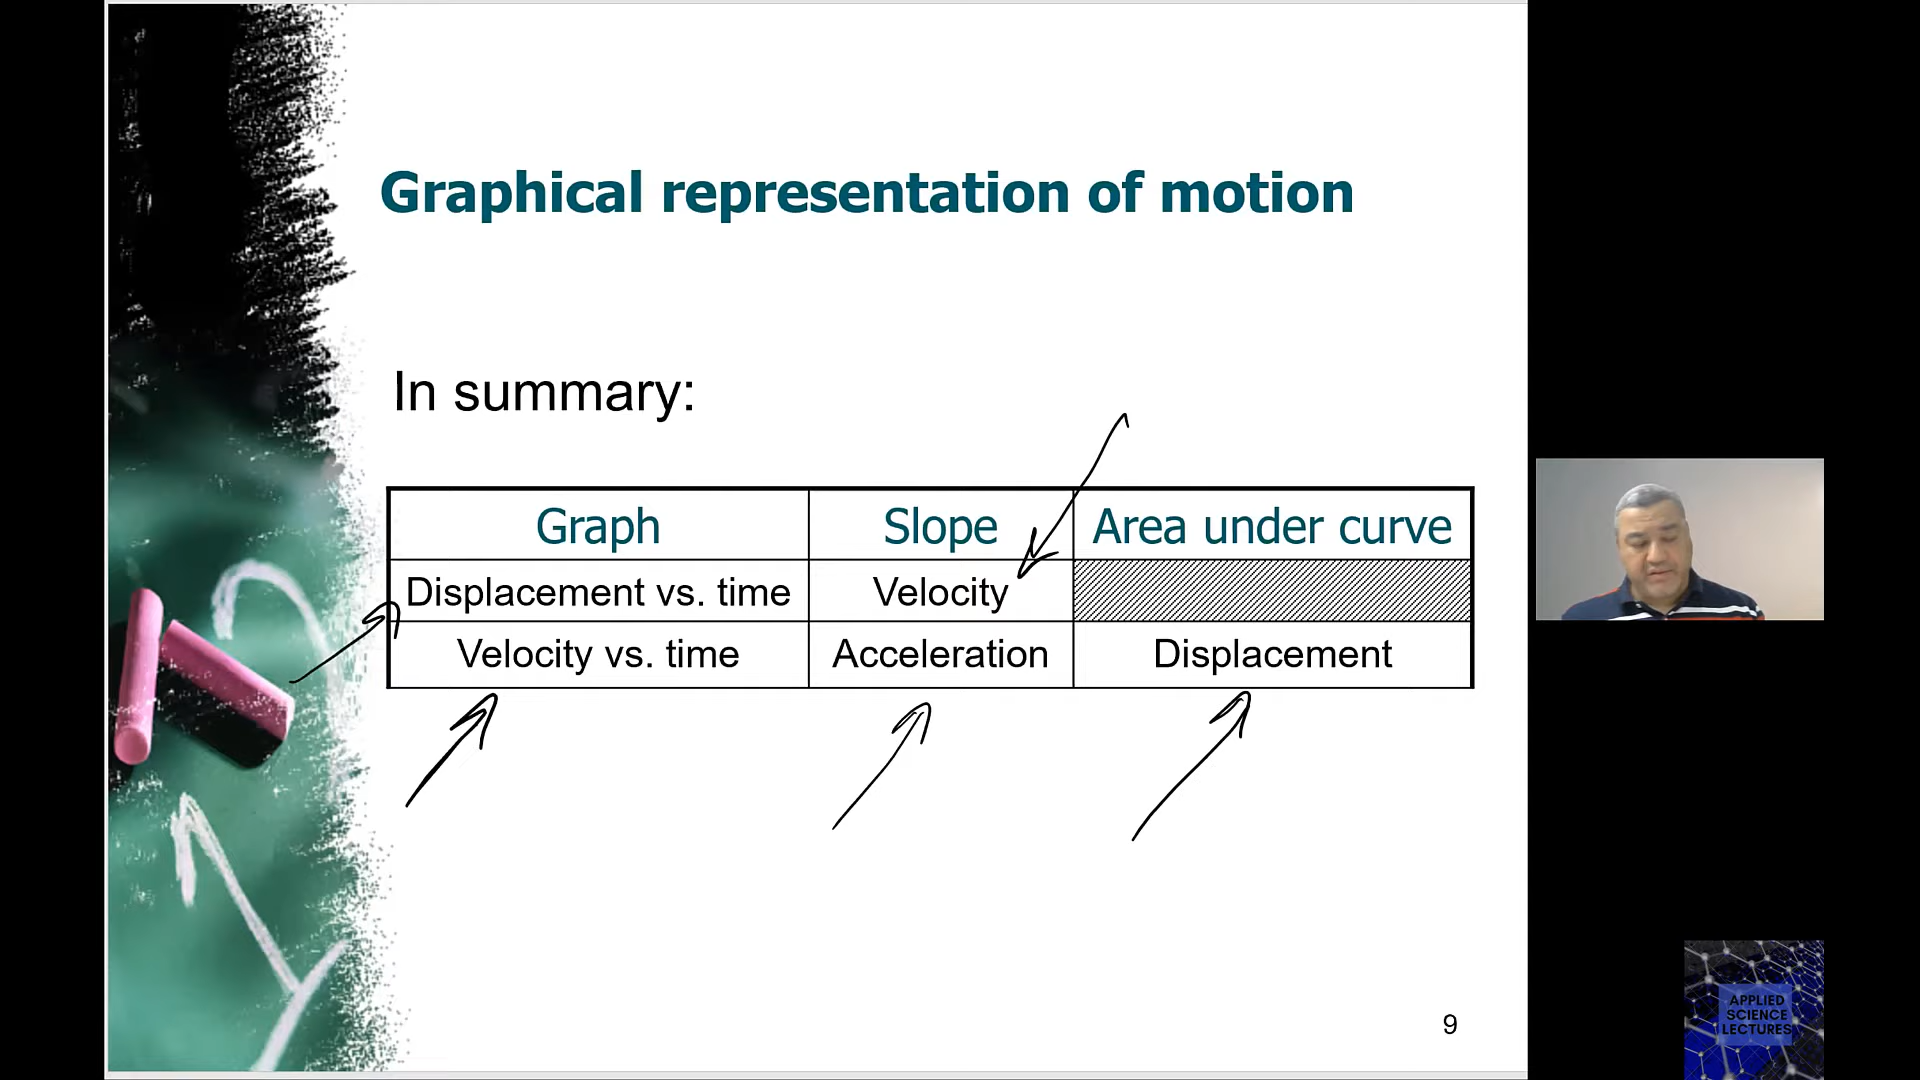 Graphical representation of motion
In summary:
Graph Slope Area under curve
Displacement vs. time Velocity
Velocity vs. time Acceleration Displacement
9
APPLIED
SCIENCE
LECTURES